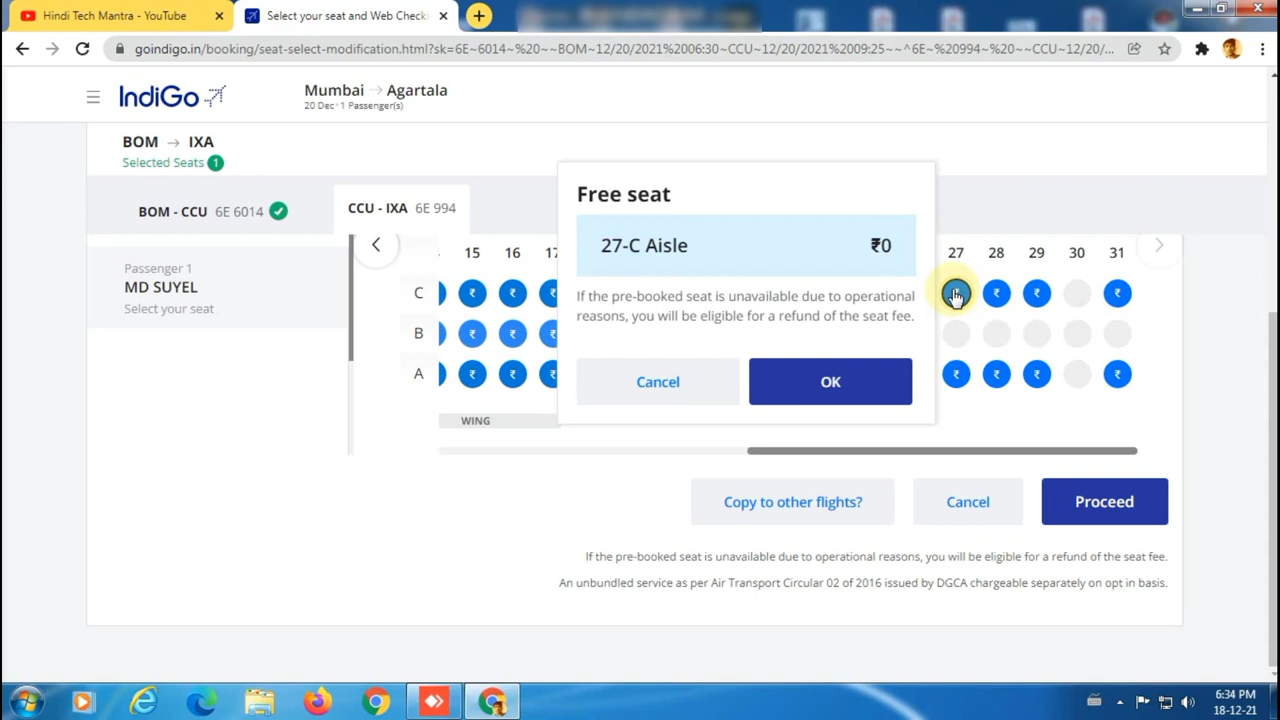 Hindi Tech Mantra - YouTube
Select your seat and Web Checki
goindigo.in/booking/seat-select-modification.html?sk=6E~6014~%20~~BOM~12/20/2021%2006:30~CCU~12/20/2021%2009:25~~^6E~%20994~%20~~CCU~12/20/...
IndiGo
Mumbai → Agartala
20 Dec·1 Passenger(s)
BOM → IXA
Selected Seats 1
BOM - CCU 6E 6014
CCU - IXA 6E 994
Passenger 1
MD SUYEL
Select your seat
15 16 17 27 28 29 30 31
C ₹ ₹ ₹ ₹ ₹ ₹
B ₹ ₹ ₹
A ₹ ₹ ₹ ₹ ₹ ₹ ₹
WING
Free seat
27-C Aisle ₹0
If the pre-booked seat is unavailable due to operational
reasons, you will be eligible for a refund of the seat fee.
Cancel OK
Copy to other flights? Cancel Proceed
If the pre-booked seat is unavailable due to operational reasons, you will be eligible for a refund of the seat fee.
An unbundled service as per Air Transport Circular 02 of 2016 issued by DGCA chargeable separately on opt in basis.
6:34 PM
18-12-21